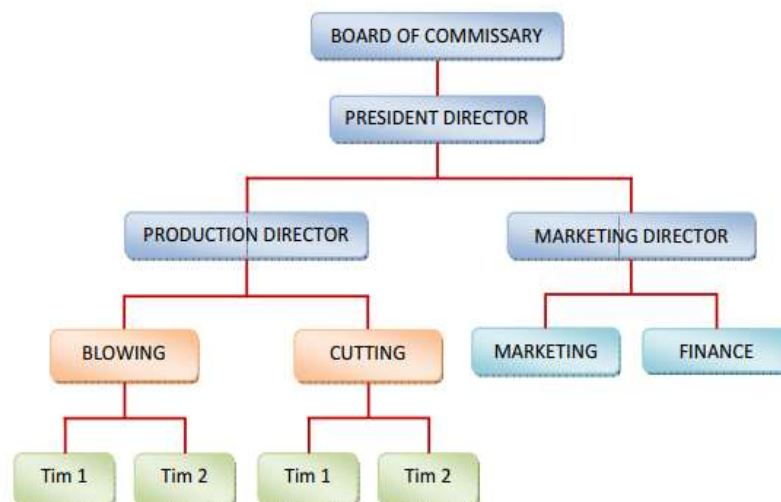 BOARD OF COMMISSARY
PRESIDENT DIRECTOR
PRODUCTION DIRECTOR
MARKETING DIRECTOR
BLOWING
CUTTING
MARKETING
FINANCE
Tim 1
Tim 2
Tim 1
Tim 2